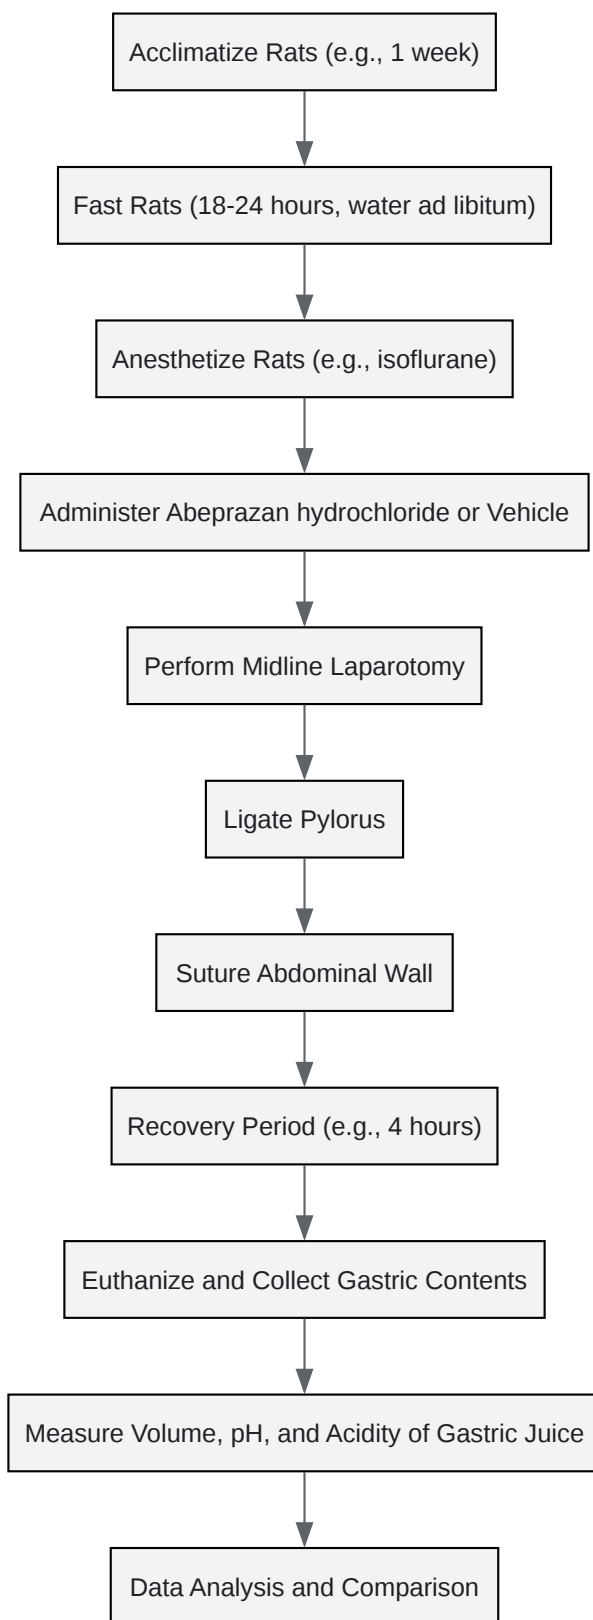 Acclimatize Rats (e.g., 1 week)
Fast Rats (18-24 hours, water ad libitum)
Anesthetize Rats (e.g., isoflurane)
Administer Abeprazan hydrochloride or Vehicle
Perform Midline Laparotomy
Ligate Pylorus
Suture Abdominal Wall
Recovery Period (e.g., 4 hours)
Euthanize and Collect Gastric Contents
Measure Volume, pH, and Acidity of Gastric Juice
Data Analysis and Comparison